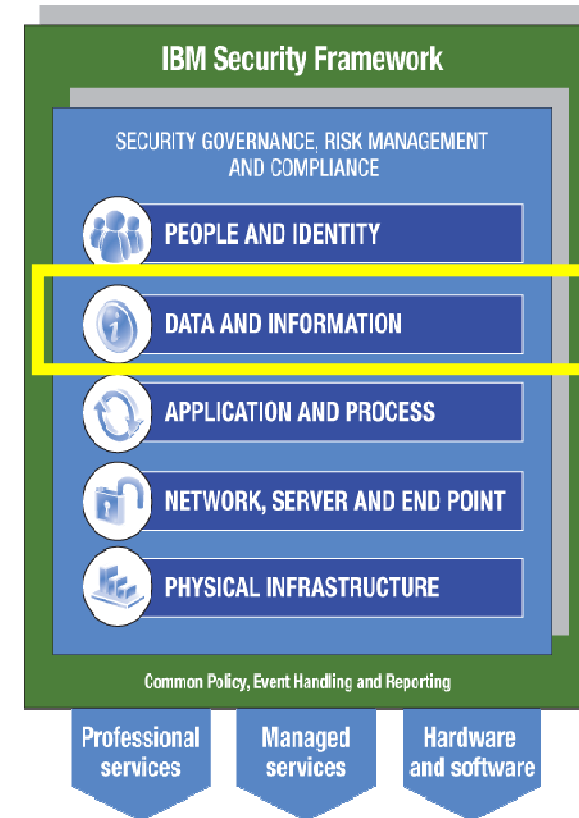 IBM Security Framework
SECURITY GOVERNANCE, RISK MANAGEMENT
AND COMPLIANCE
PEOPLE AND IDENTITY
DATA AND INFORMATION
APPLICATION AND PROCESS
NETWORK, SERVER AND END POINT
PHYSICAL INFRASTRUCTURE
Common Policy, Event Handling and Reporting
Professional
services
Managed
services
Hardware
and software